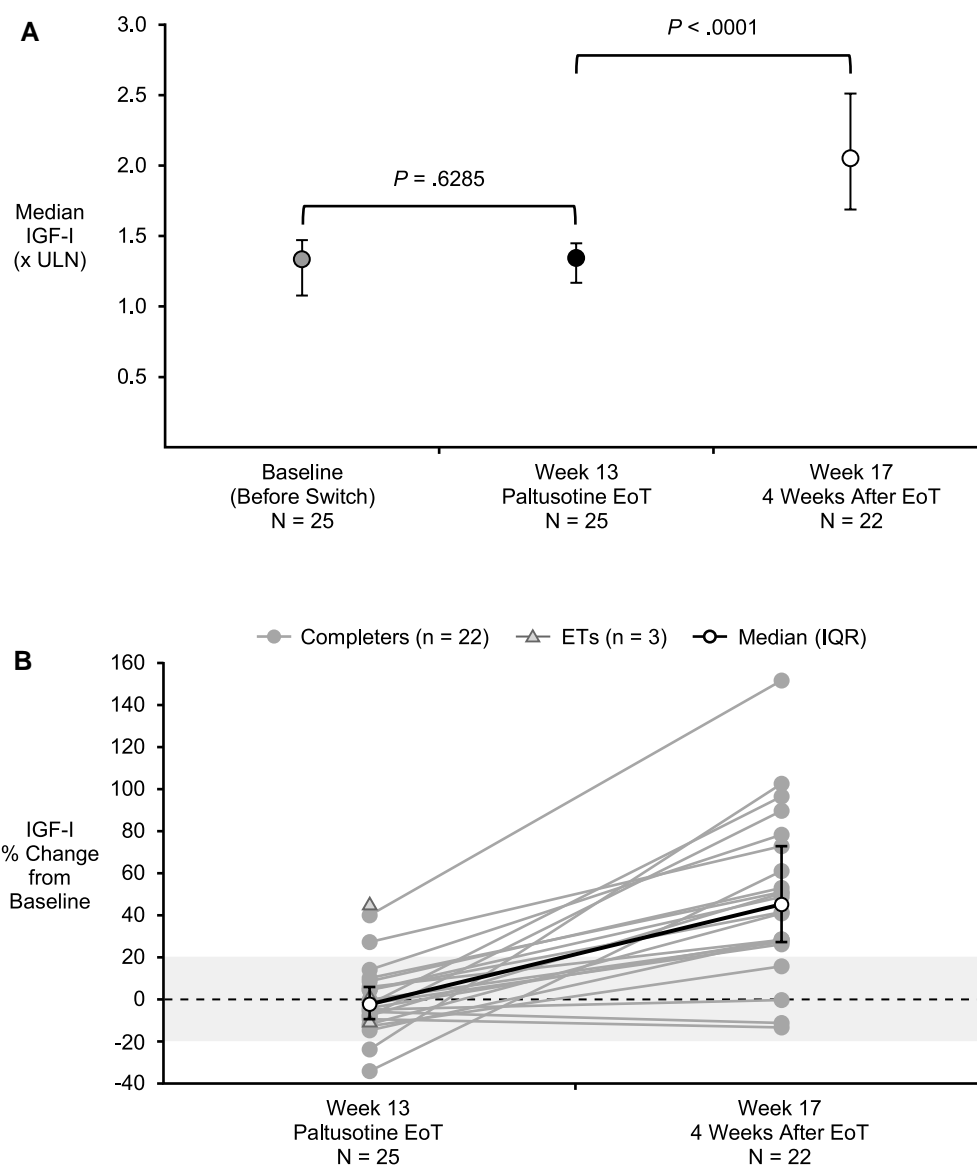 A
3.0
2.5
2.0
1.5
1.0
0.5
Median
IGF-I
(x ULN)
P = .6285
P < .0001
Baseline
(Before Switch)
N = 25
Week 13
Paltusotine EoT
N = 25
Week 17
4 Weeks After EoT
N = 22
Completers (n = 22) ETs (n = 3) Median (IQR)
B
160
140
120
100
80
60
40
20
0
-20
-40
IGF-I
% Change
from
Baseline
Week 13
Paltusotine EoT
N = 25
Week 17
4 Weeks After EoT
N = 22